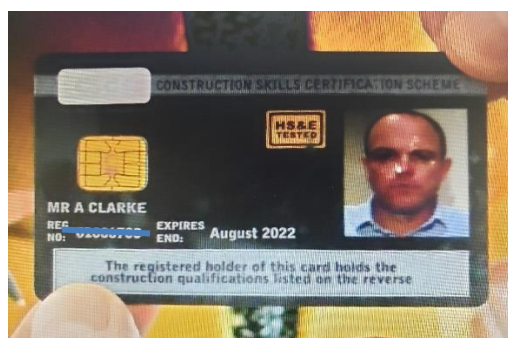 CONSTRUCTION SKILLS CERTIFICATION SCHEME
HS&E
TESTED
MR A CLARKE
REG
NO:
EXPIRES
END: August 2022
The registered holder of this card holds the
construction qualifications listed on the reverse